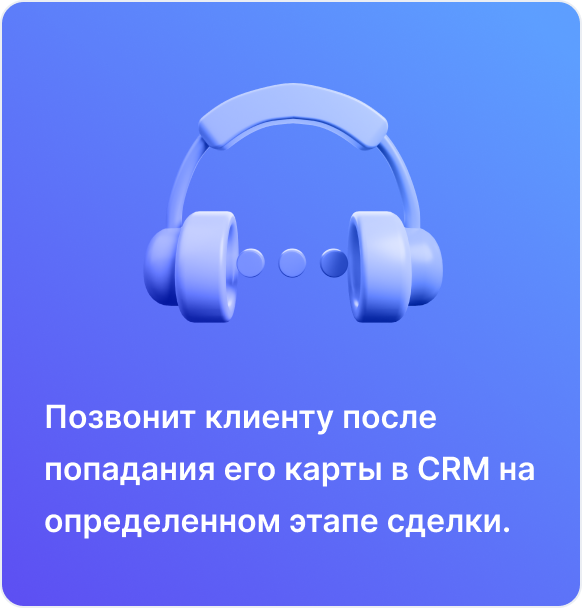 Позвонит клиенту после
попадания его карты в CRM на
определенном этапе сделки.